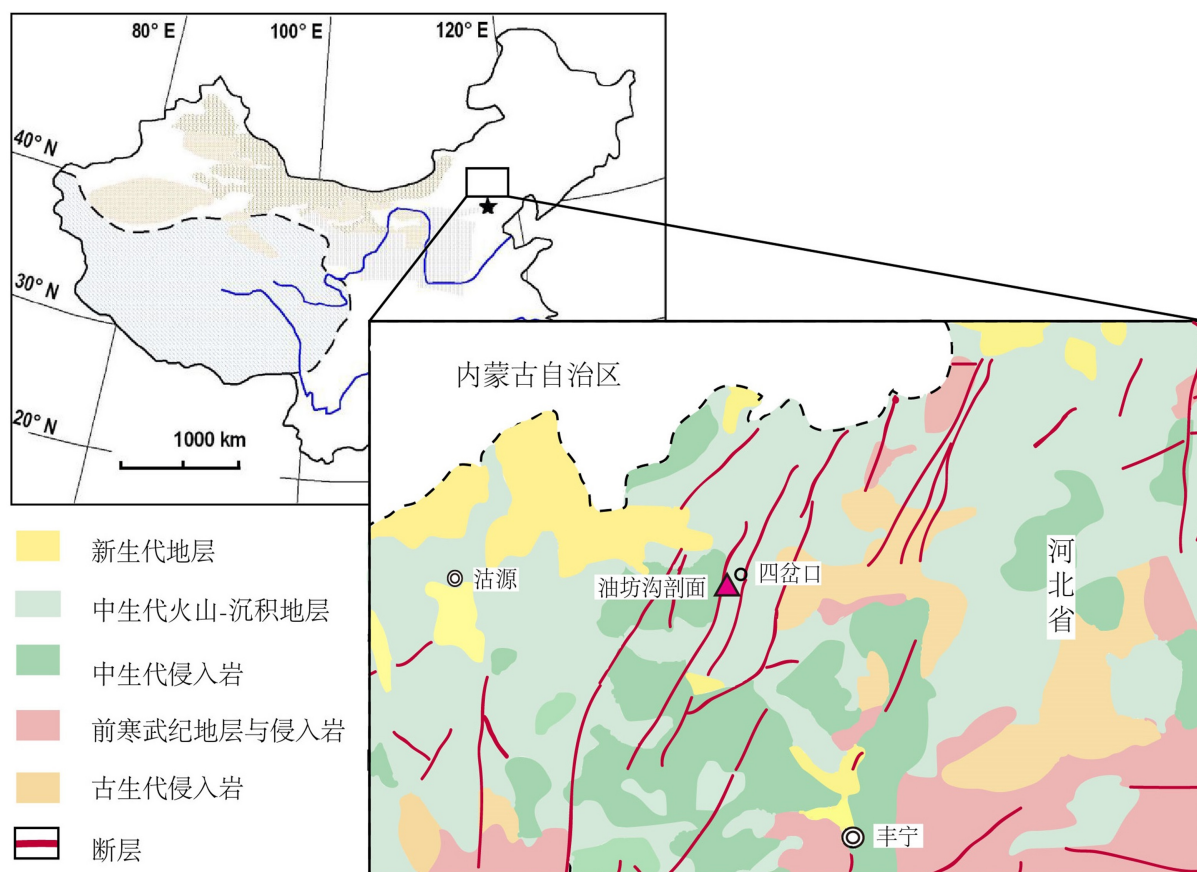 80° E
100° E
120° E
40° N
30° N
20° N
1000 km
内蒙古自治区
沽源
油坊沟剖面
四岔口
河北省
丰宁
新生代地层
中生代火山-沉积地层
中生代侵入岩
前寒武纪地层与侵入岩
古生代侵入岩
断层